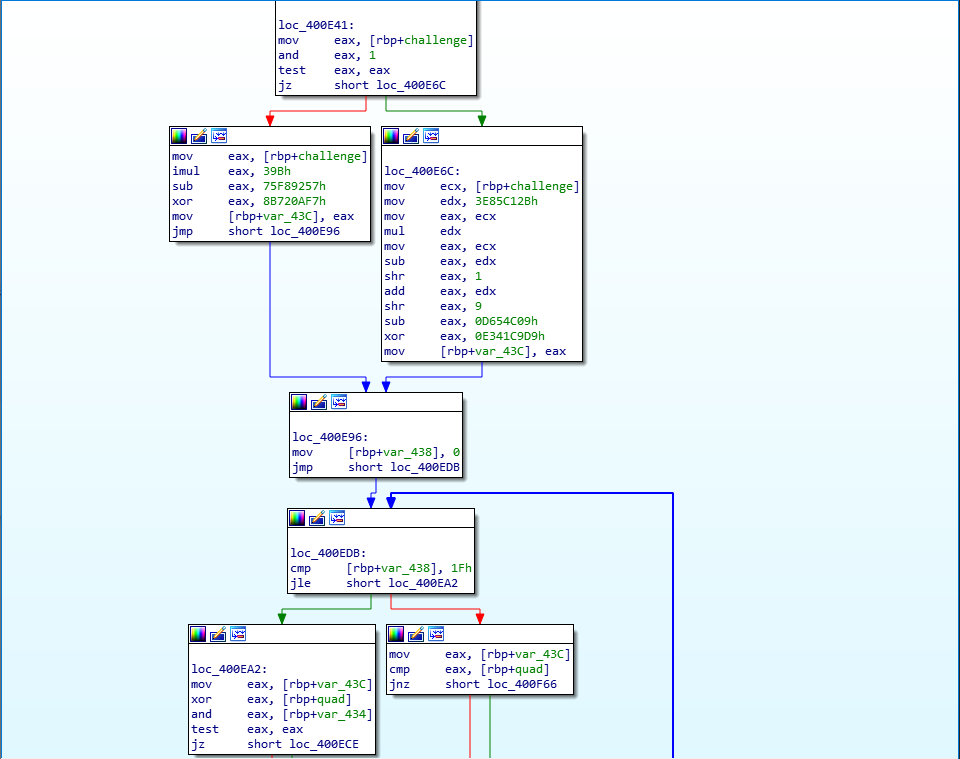 loc_400E41:
mov eax, [rbp+challenge]
and eax, 1
test eax, eax
jz short loc_400E6C
mov eax, [rbp+challenge]
imul eax, 39Bh
sub eax, 75F89257h
xor eax, 8B720AF7h
mov [rbp+var_43C], eax
jmp short loc_400E96
loc_400E6C:
mov ecx, [rbp+challenge]
mov edx, 3E85C12Bh
mov eax, ecx
mul edx
mov eax, ecx
sub eax, edx
shr eax, 1
add eax, edx
shr eax, 9
sub eax, 0D654C09h
xor eax, 0E341C9D9h
mov [rbp+var_43C], eax
loc_400E96:
mov [rbp+var_438], 0
jmp short loc_400EDB
loc_400EDB:
cmp [rbp+var_438], 1Fh
jle short loc_400EA2
loc_400EA2:
mov eax, [rbp+var_43C]
xor eax, [rbp+quad]
and eax, [rbp+var_434]
test eax, eax
jz short loc_400ECE
mov eax, [rbp+var_43C]
cmp eax, [rbp+quad]
jnz short loc_400F66